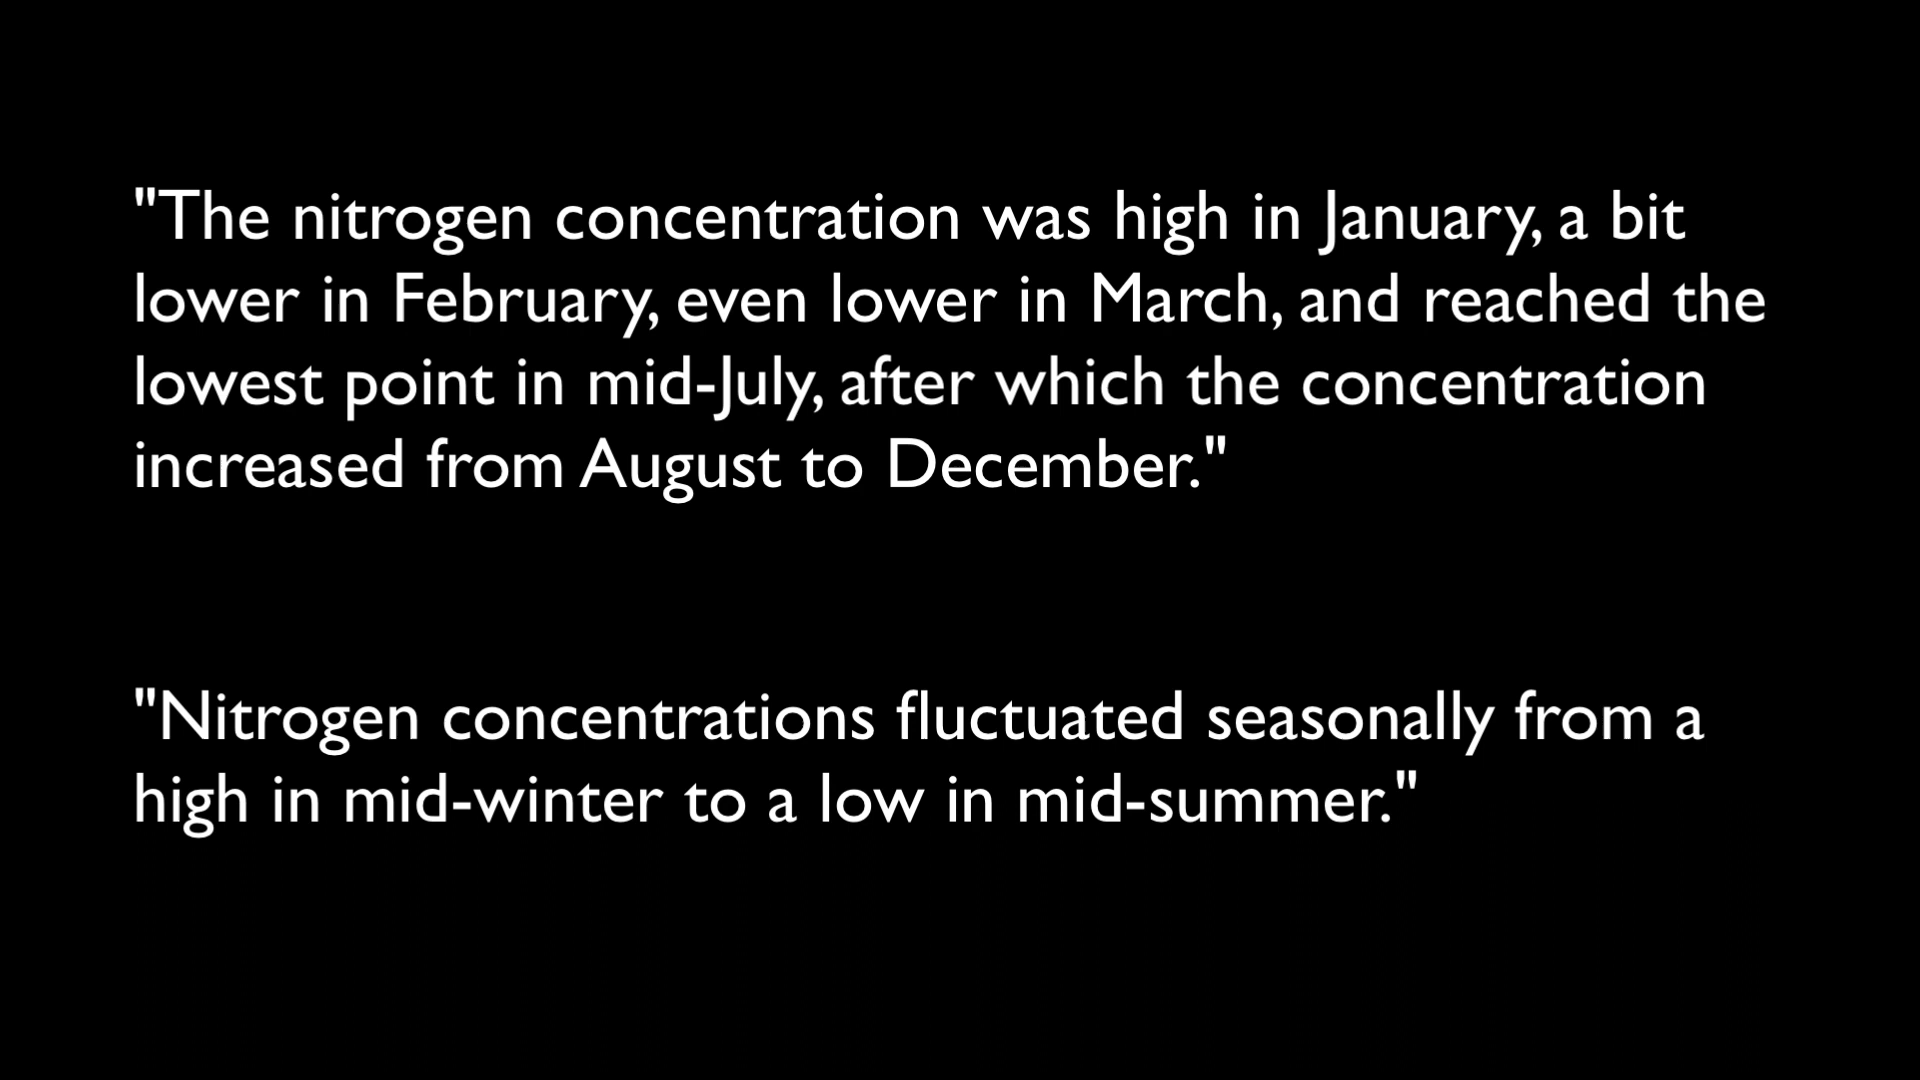 "The nitrogen concentration was high in January, a bit
lower in February, even lower in March, and reached the
lowest point in mid-July, after which the concentration
increased from August to December."
"Nitrogen concentrations fluctuated seasonally from a
high in mid-winter to a low in mid-summer."